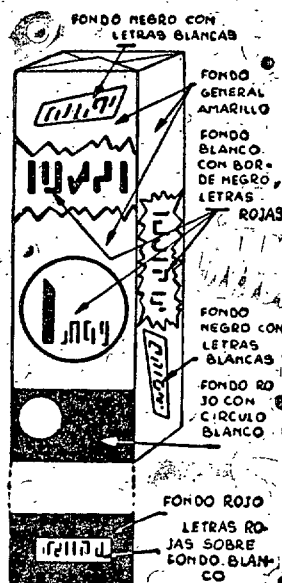 FONDO NEGRO CON
LETRAS BLANCAS
FONDO
GENERAL
AMARILLO
FONDO
BLANCO
CON BOR-
DE NEGRO,
LETRAS
ROJAS
FONDO
NEGRO CON
LETRAS
BLANCAS
FONDO RO
JO CON
CIRCULO
BLANCO
FONDO ROJO
LETRAS RO-
JAS SOBRE
FONDO BLAN-
CO